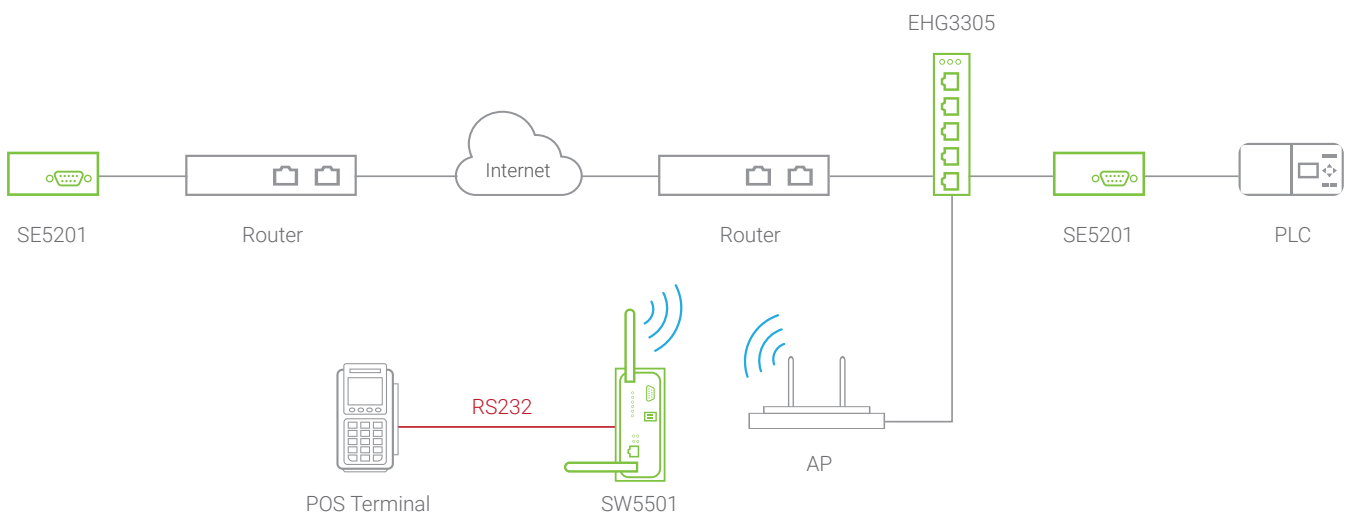 EHG3305
Internet
SE5201
Router
Router
SE5201
PLC
RS232
AP
POS Terminal
SW5501